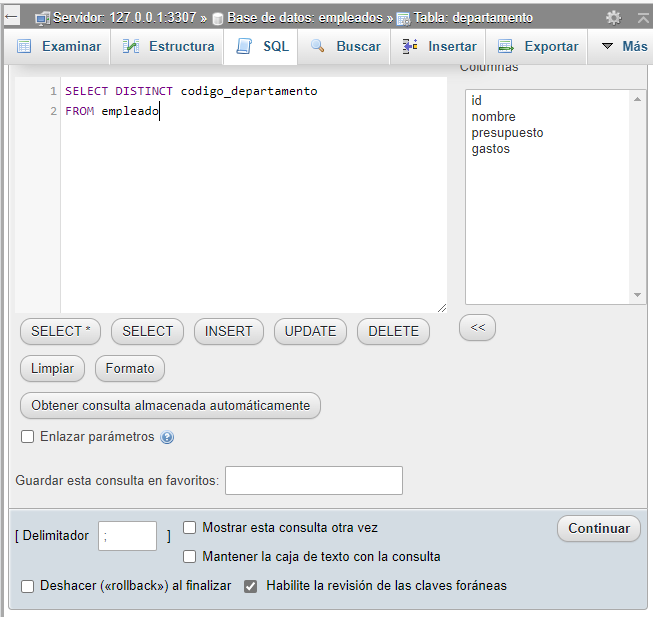 Servidor: 127.0.0.1:3307 » Base de datos: empleados » Tabla: departamento
Examinar Estructura SQL Buscar Insertar Exportar Más
Columnas
1 SELECT DISTINCT codigo_departamento
2 FROM empleado
id
nombre
presupuesto
gastos
SELECT * SELECT INSERT UPDATE DELETE <<
Limpiar Formato
Obtener consulta almacenada automáticamente
Enlazar parámetros
Guardar esta consulta en favoritos:
[ Delimitador ; ] Mostrar esta consulta otra vez Continuar
Mantener la caja de texto con la consulta
Deshacer («rollback») al finalizar Habilite la revisión de las claves foráneas